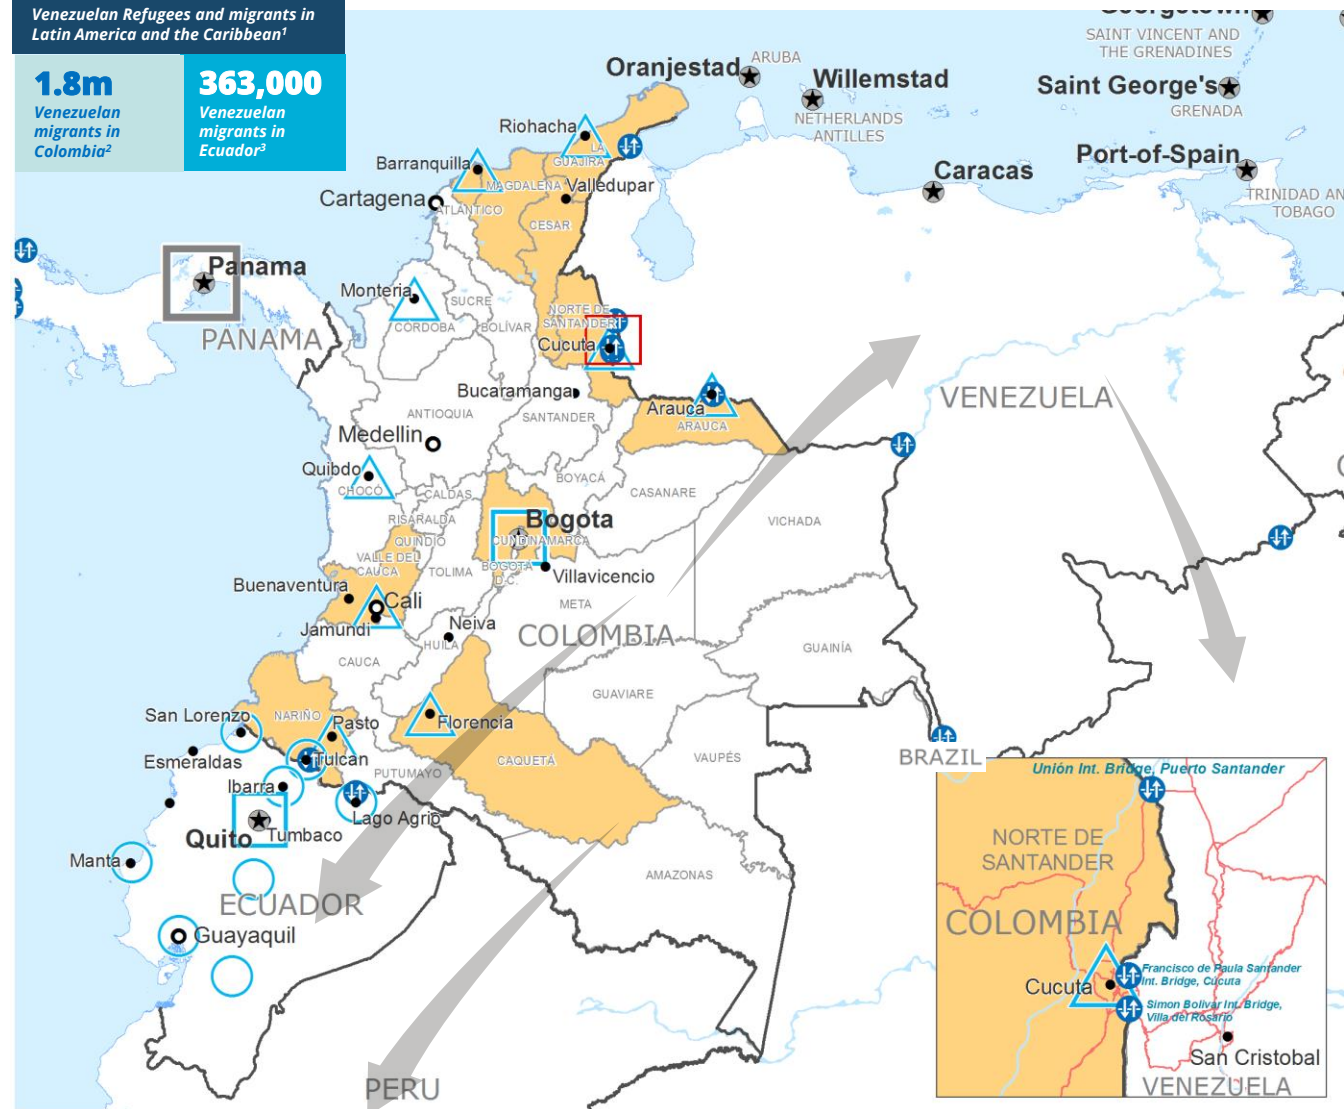 Venezuelan Refugees and migrants in
Latin America and the Caribbean¹
1.8m
Venezuelan
migrants in
Colombia²
363,000
Venezuelan
migrants in
Ecuador³
Georgetown
SAINT VINCENT AND
THE GRENADINES
Oranjestad
ARUBA
Willemstad
NETHERLANDS
ANTILLES
Saint George's
GRENADA
Port-of-Spain
TRINIDAD AN
TOBAGO
Caracas
Riohacha
LA
GUAJIRA
Barranquilla
MAGDALENA
Valledupar
Cartagena
ATLÁNTICO
CESAR
Panama
PANAMA
Monteria
SUCRE
CÓRDOBA
BOLÍVAR
NORTE DE
SANTANDER
Cucuta
Bucaramanga
SANTANDER
ANTIOQUIA
Arauca
ARAUCA
VENEZUELA
Medellin
Quibdo
CHOCÓ
CALDAS
BOYACÁ
CASANARE
RISARALDA
Bogota
VICHADA
QUINDÍO
CUNDINAMARCA
VALLE DEL
CAUCA
TOLIMA
BOGOTÁ
D.C.
Villavicencio
Buenaventura
Cali
META
Jamundi
Neiva
COLOMBIA
HUILA
CAUCA
GUAINÍA
GUAVIARE
NARIÑO
San Lorenzo
Pasto
Florencia
Esmeraldas
Tulcan
PUTUMAYO
CAQUETÁ
VAUPÉS
BRAZIL
Ibarra
Lago Agrio
Quito
Tumbaco
Manta
AMAZONAS
ECUADOR
Guayaquil
PERU
Unión Int. Bridge, Puerto Santander
NORTE DE
SANTANDER
COLOMBIA
Cucuta
Francisco de Paula Santander
Int. Bridge, Cúcuta
Simon Bolivar Int. Bridge,
Villa del Rosario
San Cristobal
VENEZUELA